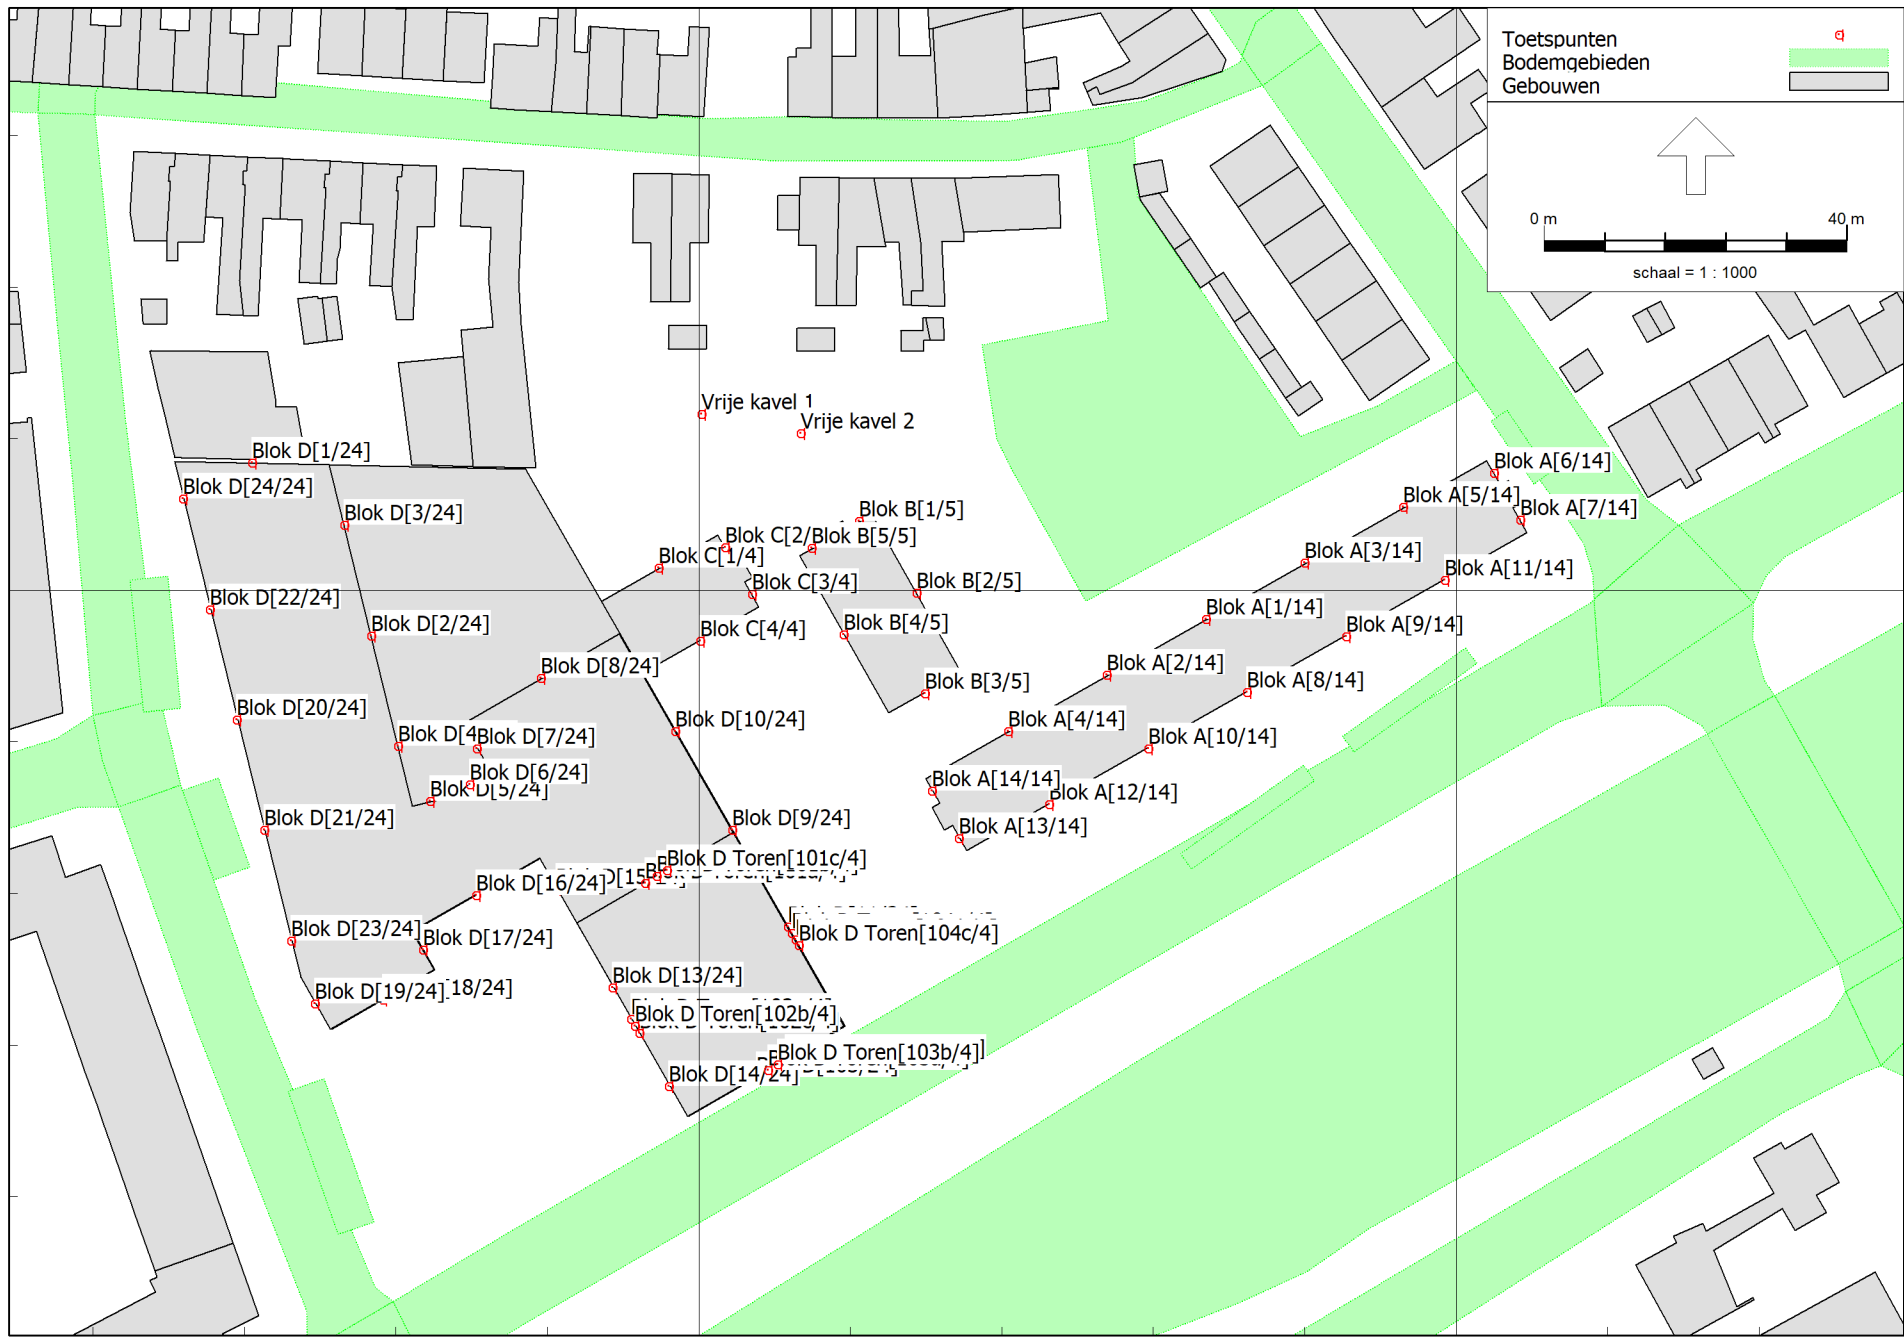 Toetspunten
Bodemgebieden
Gebouwen
0 m 40 m
schaal = 1 : 1000
Vrije kavel 1
Vrije kavel 2
Blok D[1/24]
Blok A[6/14]
Blok D[24/24]
Blok A[5/14]
Blok D[3/24]
Blok B[1/5]
Blok A[7/14]
Blok C[2/
Blok B[5/5]
Blok C[1/4]
Blok A[3/14]
Blok C[3/4]
Blok B[2/5]
Blok A[11/14]
Blok D[22/24]
Blok A[1/14]
Blok D[2/24]
Blok C[4/4]
Blok B[4/5]
Blok A[9/14]
Blok D[8/24]
Blok A[2/14]
Blok B[3/5]
Blok A[8/14]
Blok D[20/24]
Blok D[10/24]
Blok A[4/14]
Blok D[4
Blok D[7/24]
Blok A[10/14]
Blok D[6/24]
Blok D[5/24]
Blok A[14/14]
Blok A[12/14]
Blok D[21/24]
Blok D[9/24]
Blok A[13/14]
Blok D Toren[101c/4]
Blok D[16/24]
D[15
Blok D[23/24]
Blok D[17/24]
Blok D Toren[104c/4]
Blok D[13/24]
Blok D[19/24]
18/24]
Blok D Toren[102b/4]
Blok D Toren[103b/4]
Blok D[14/24]